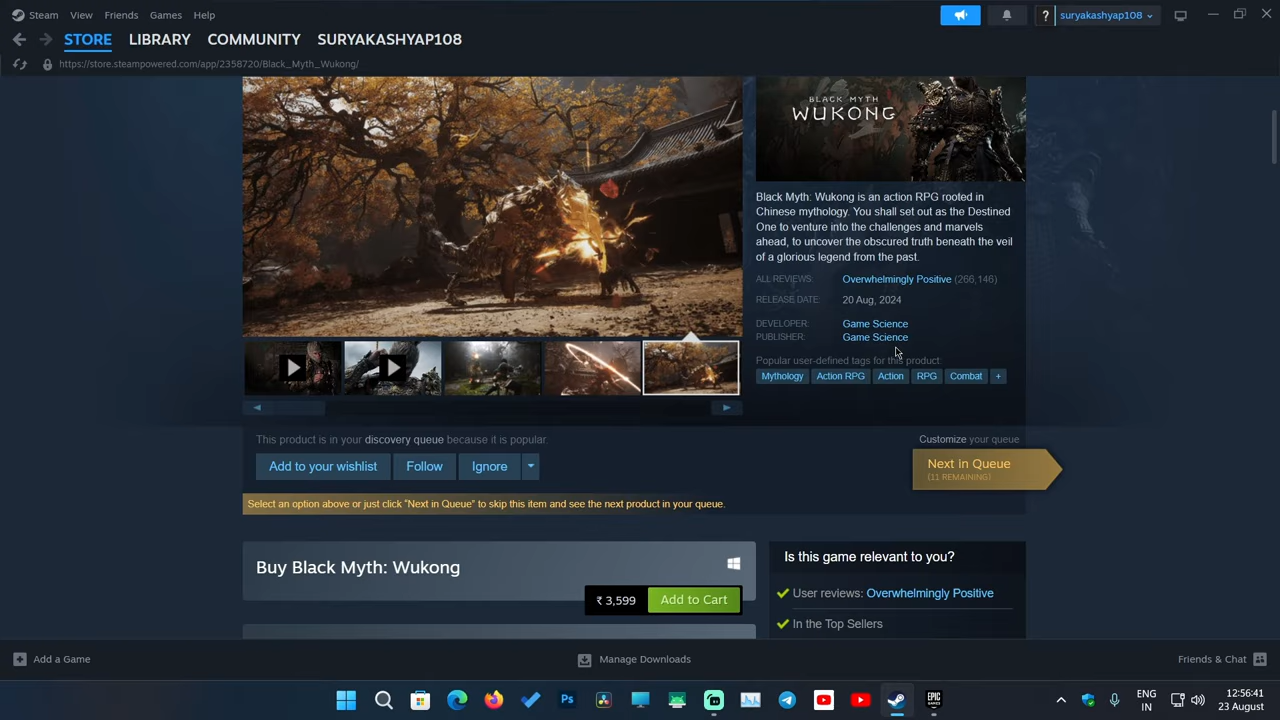 Steam View Friends Games Help
? suryakashyap108
STORE LIBRARY COMMUNITY SURYAKASHYAP108
https://store.steampowered.com/app/2358720/Black_Myth_Wukong/
BLACK MYTH
WUKONG
Black Myth: Wukong is an action RPG rooted in
Chinese mythology. You shall set out as the Destined
One to venture into the challenges and marvels
ahead, to uncover the obscured truth beneath the veil
of a glorious legend from the past.
ALL REVIEWS: Overwhelmingly Positive (266,146)
RELEASE DATE: 20 Aug, 2024
DEVELOPER: Game Science
PUBLISHER: Game Science
Popular user-defined tags for this product:
Mythology Action RPG Action RPG Combat +
This product is in your discovery queue because it is popular.
Customize your queue
Add to your wishlist Follow Ignore
Next in Queue
(11 REMAINING)
Select an option above or just click "Next in Queue" to skip this item and see the next product in your queue.
Buy Black Myth: Wukong
₹ 3,599 Add to Cart
Is this game relevant to you?
User reviews: Overwhelmingly Positive
In the Top Sellers
Add a Game Manage Downloads Friends & Chat
Ps
EPIC
GAMES
ENG
IN
12:56:41
23 August